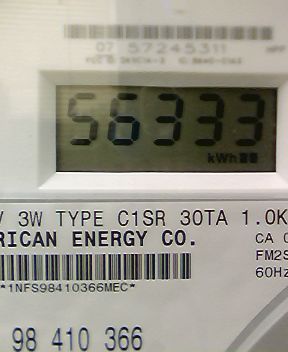 07 57245311
56333
kWh
V 3W TYPE C1SR 30TA 1.0K
RICAN ENERGY CO.
CA
FM2S
60Hz
*1NFS98410366MEC*
98 410 366